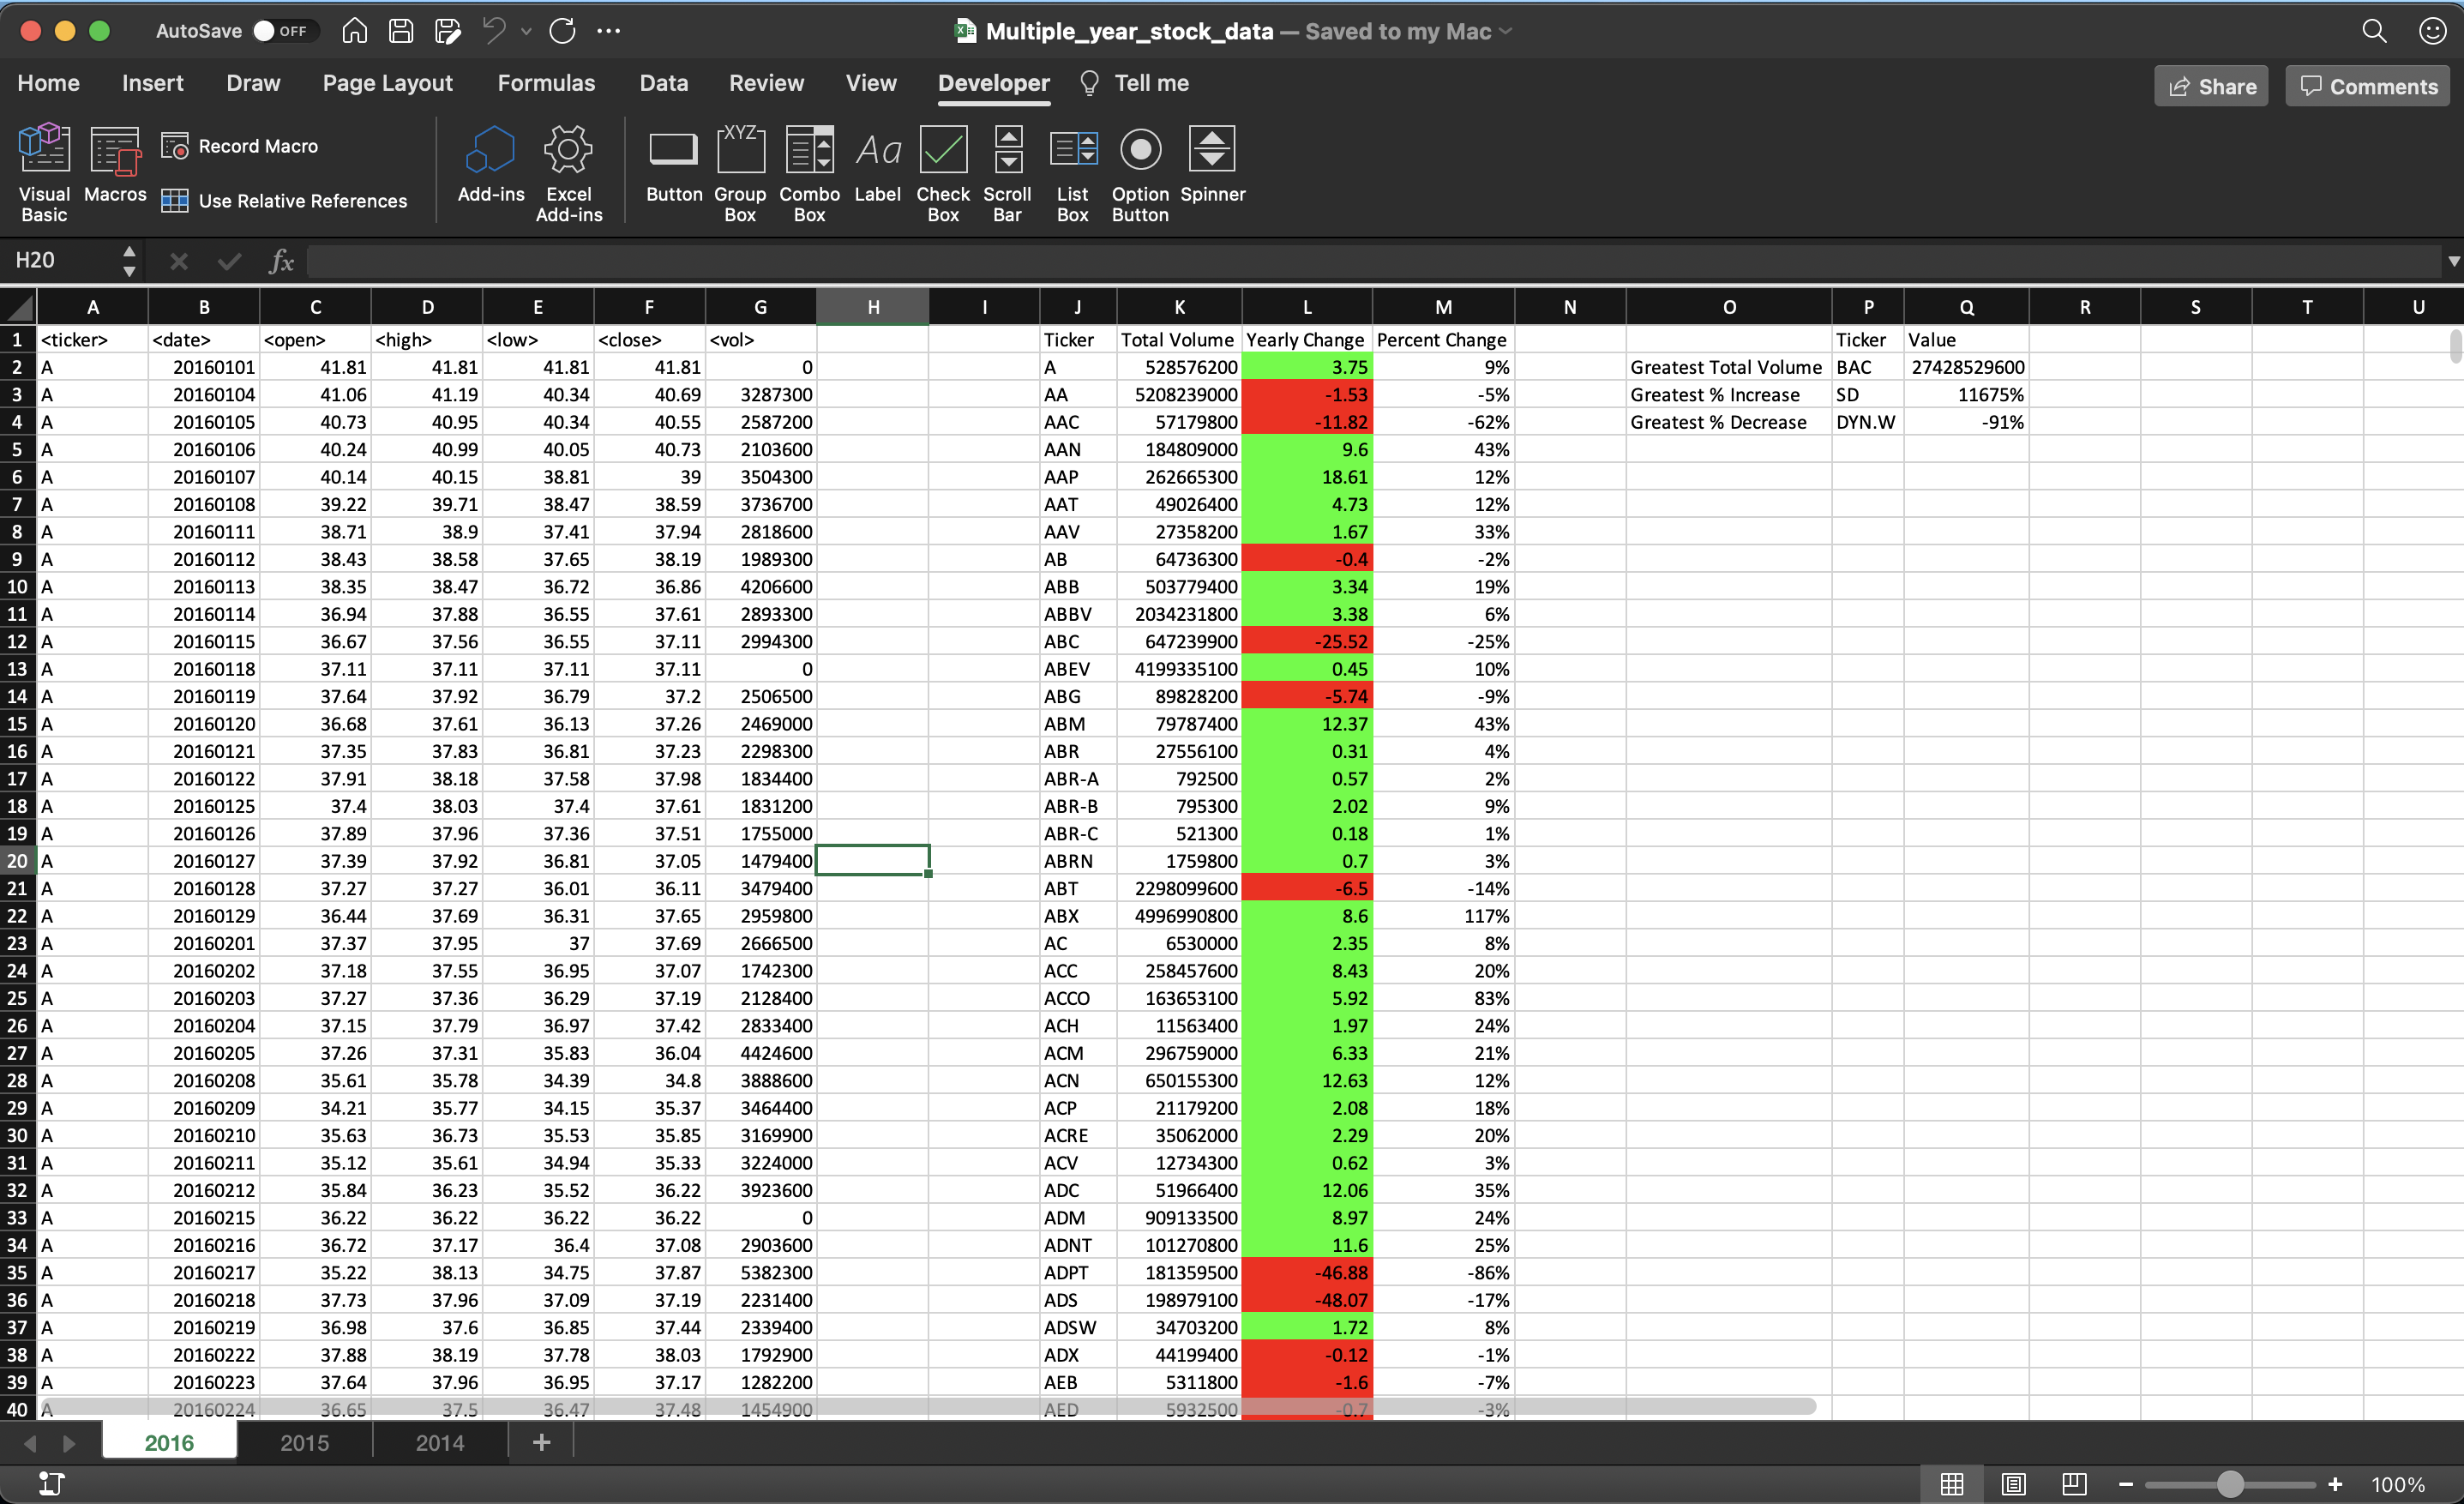 AutoSave OFF Multiple_year_stock_data — Saved to my Mac
Home Insert Draw Page Layout Formulas Data Review View Developer Tell me Share Comments
Visual Basic Macros Record Macro Use Relative References Add-ins Excel Add-ins Button Group Box Combo Box Label Check Box Scroll Bar List Box Option Button Spinner
XYZ Aa
H20 fx
A B C D E F G H I J K L M N O P Q R S T U
1 <ticker> <date> <open> <high> <low> <close> <vol> Ticker Total Volume Yearly Change Percent Change Ticker Value
2 A 20160101 41.81 41.81 41.81 41.81 0 A 528576200 3.75 9% Greatest Total Volume BAC 27428529600
3 A 20160104 41.06 41.19 40.34 40.69 3287300 AA 5208239000 -1.53 -5% Greatest % Increase SD 11675%
4 A 20160105 40.73 40.95 40.34 40.55 2587200 AAC 57179800 -11.82 -62% Greatest % Decrease DYN.W -91%
5 A 20160106 40.24 40.99 40.05 40.73 2103600 AAN 184809000 9.6 43%
6 A 20160107 40.14 40.15 38.81 39 3504300 AAP 262665300 18.61 12%
7 A 20160108 39.22 39.71 38.47 38.59 3736700 AAT 49026400 4.73 12%
8 A 20160111 38.71 38.9 37.41 37.94 2818600 AAV 27358200 1.67 33%
9 A 20160112 38.43 38.58 37.65 38.19 1989300 AB 64736300 -0.4 -2%
10 A 20160113 38.35 38.47 36.72 36.86 4206600 ABB 503779400 3.34 19%
11 A 20160114 36.94 37.88 36.55 37.61 2893300 ABBV 2034231800 3.38 6%
12 A 20160115 36.67 37.56 36.55 37.11 2994300 ABC 647239900 -25.52 -25%
13 A 20160118 37.11 37.11 37.11 37.11 0 ABEV 4199335100 0.45 10%
14 A 20160119 37.64 37.92 36.79 37.2 2506500 ABG 89828200 -5.74 -9%
15 A 20160120 36.68 37.61 36.13 37.26 2469000 ABM 79787400 12.37 43%
16 A 20160121 37.35 37.83 36.81 37.23 2298300 ABR 27556100 0.31 4%
17 A 20160122 37.91 38.18 37.58 37.98 1834400 ABR-A 792500 0.57 2%
18 A 20160125 37.4 38.03 37.4 37.61 1831200 ABR-B 795300 2.02 9%
19 A 20160126 37.89 37.96 37.36 37.51 1755000 ABR-C 521300 0.18 1%
20 A 20160127 37.39 37.92 36.81 37.05 1479400 ABRN 1759800 0.7 3%
21 A 20160128 37.27 37.27 36.01 36.11 3479400 ABT 2298099600 -6.5 -14%
22 A 20160129 36.44 37.69 36.31 37.65 2959800 ABX 4996990800 8.6 117%
23 A 20160201 37.37 37.95 37 37.69 2666500 AC 6530000 2.35 8%
24 A 20160202 37.18 37.55 36.95 37.07 1742300 ACC 258457600 8.43 20%
25 A 20160203 37.27 37.36 36.29 37.19 2128400 ACCO 163653100 5.92 83%
26 A 20160204 37.15 37.79 36.97 37.42 2833400 ACH 11563400 1.97 24%
27 A 20160205 37.26 37.31 35.83 36.04 4424600 ACM 296759000 6.33 21%
28 A 20160208 35.61 35.78 34.39 34.8 3888600 ACN 650155300 12.63 12%
29 A 20160209 34.21 35.77 34.15 35.37 3464400 ACP 21179200 2.08 18%
30 A 20160210 35.63 36.73 35.53 35.85 3169900 ACRE 35062000 2.29 20%
31 A 20160211 35.12 35.61 34.94 35.33 3224000 ACV 12734300 0.62 3%
32 A 20160212 35.84 36.23 35.52 36.22 3923600 ADC 51966400 12.06 35%
33 A 20160215 36.22 36.22 36.22 36.22 0 ADM 909133500 8.97 24%
34 A 20160216 36.72 37.17 36.4 37.08 2903600 ADNT 101270800 11.6 25%
35 A 20160217 35.22 38.13 34.75 37.87 5382300 ADPT 181359500 -46.88 -86%
36 A 20160218 37.73 37.96 37.09 37.19 2231400 ADS 198979100 -48.07 -17%
37 A 20160219 36.98 37.6 36.85 37.44 2339400 ADSW 34703200 1.72 8%
38 A 20160222 37.88 38.19 37.78 38.03 1792900 ADX 44199400 -0.12 -1%
39 A 20160223 37.64 37.96 36.95 37.17 1282200 AEB 5311800 -1.6 -7%
40 A 20160224 36.65 37.5 36.47 37.48 1454900 AED 5932500 -0.7 -3%
2016 2015 2014 +
100%